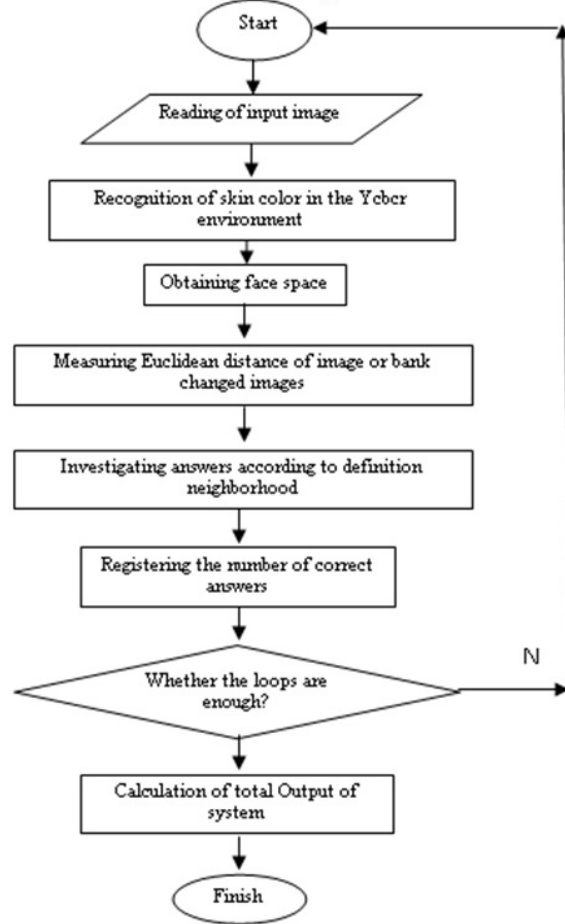 Start
Reading of input image
Recognition of skin color in the Ycbcr
environment
Obtaining face space
Measuring Euclidean distance of image or bank
changed images
Investigating answers according to definition
neighborhood
Registering the number of correct
answers
N
Whether the loops are
enough?
Calculation of total Output of
system
Finish